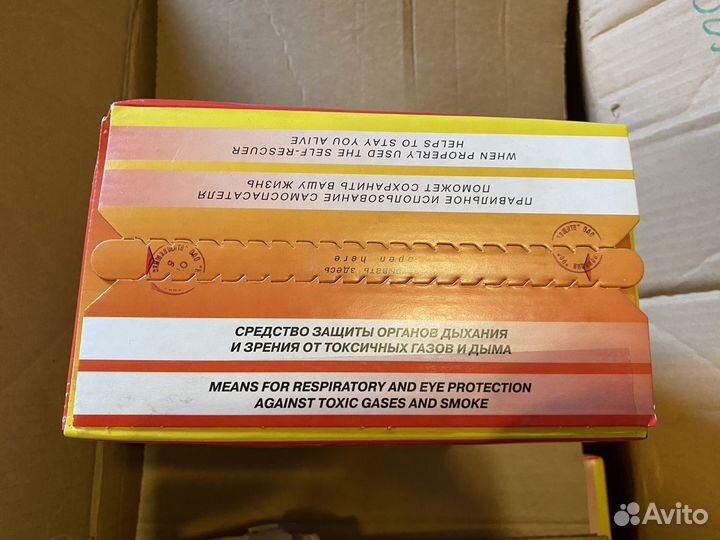 WHEN PROPERLY USED THE SELF-RESCUER
HELPS TO STAY YOU ALIVE
ПРАВИЛЬНОЕ ИСПОЛЬЗОВАНИЕ САМОСПАСАТЕЛЯ
ПОМОЖЕТ СОХРАНИТЬ ВАШУ ЖИЗНЬ
ЗДЕСЬ
open here
СРЕДСТВО ЗАЩИТЫ ОРГАНОВ ДЫХАНИЯ
И ЗРЕНИЯ ОТ ТОКСИЧНЫХ ГАЗОВ И ДЫМА
MEANS FOR RESPIRATORY AND EYE PROTECTION
AGAINST TOXIC GASES AND SMOKE
Avito